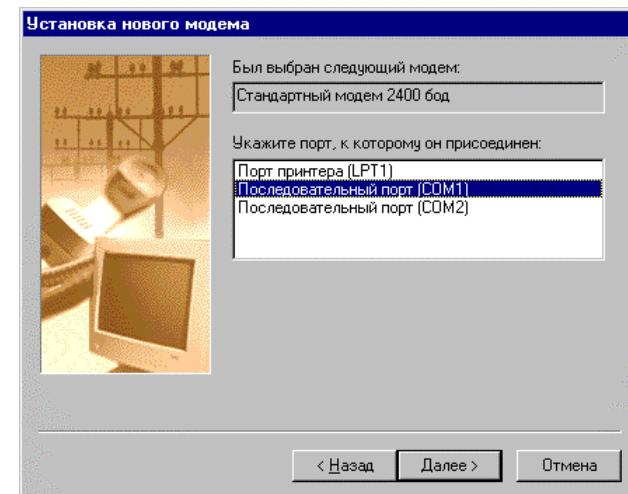 Установка нового модема
Был выбран следующий модем:
Стандартный модем 2400 бод
Укажите порт, к которому он присоединен:
Порт принтера (LPT1)
Последовательный порт (COM1)
Последовательный порт (COM2)
< Назад
Далее >
Отмена